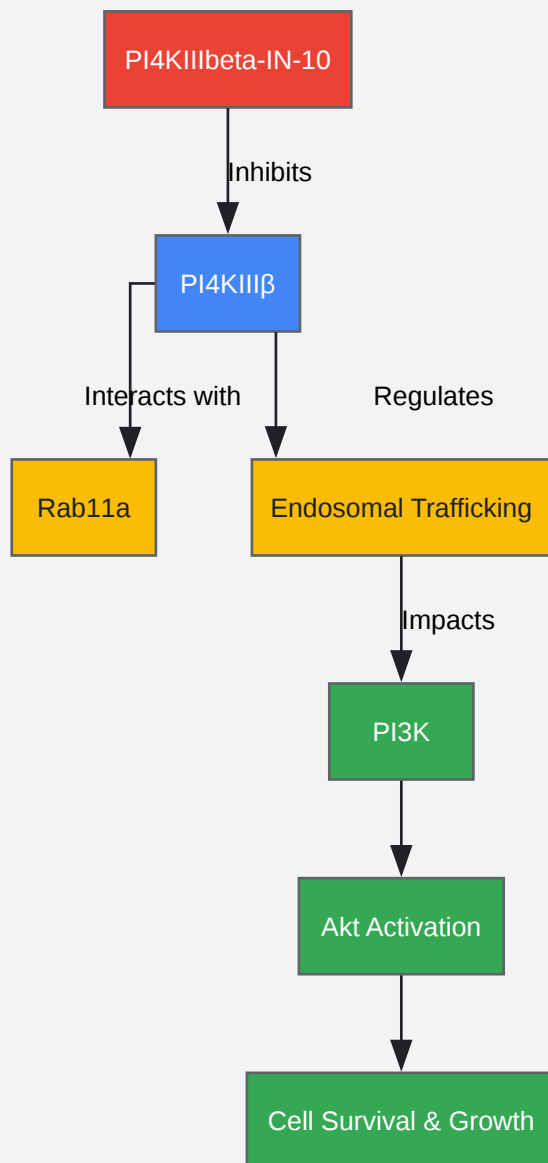 PI4KIIIbeta-IN-10
Inhibits
PI4KIIIβ
Interacts with
Regulates
Rab11a
Endosomal Trafficking
Impacts
PI3K
Akt Activation
Cell Survival & Growth